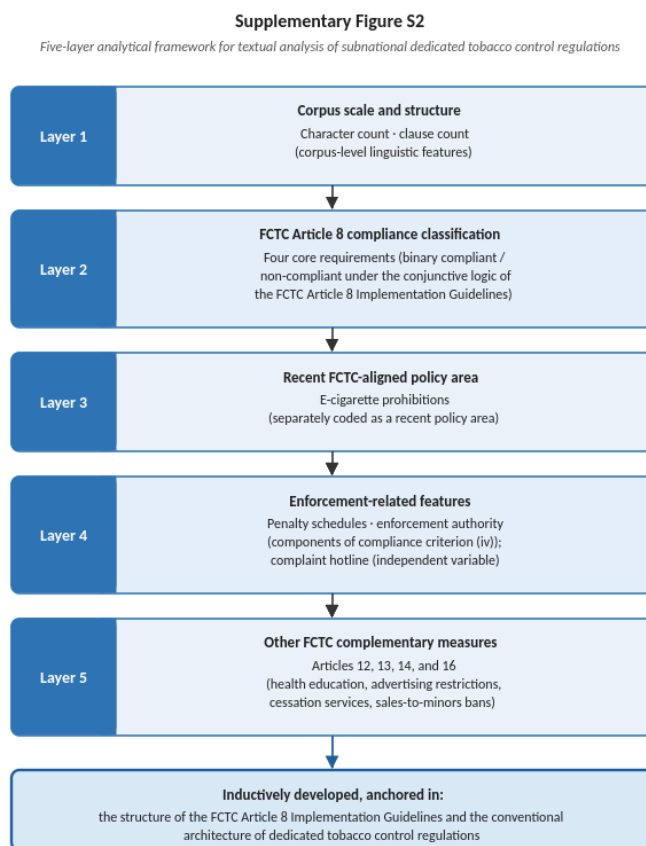 Supplementary Figure S2
Five-layer analytical framework for textual analysis of subnational dedicated tobacco control regulations
Layer 1
Corpus scale and structure
Character count · clause count
(corpus-level linguistic features)
Layer 2
FCTC Article 8 compliance classification
Four core requirements (binary compliant /
non-compliant under the conjunctive logic of
the FCTC Article 8 Implementation Guidelines)
Layer 3
Recent FCTC-aligned policy area
E-cigarette prohibitions
(separately coded as a recent policy area)
Layer 4
Enforcement-related features
Penalty schedules · enforcement authority
(components of compliance criterion (iv));
complaint hotline (independent variable)
Layer 5
Other FCTC complementary measures
Articles 12, 13, 14, and 16
(health education, advertising restrictions,
cessation services, sales-to-minors bans)
Inductively developed, anchored in:
the structure of the FCTC Article 8 Implementation Guidelines and the conventional
architecture of dedicated tobacco control regulations